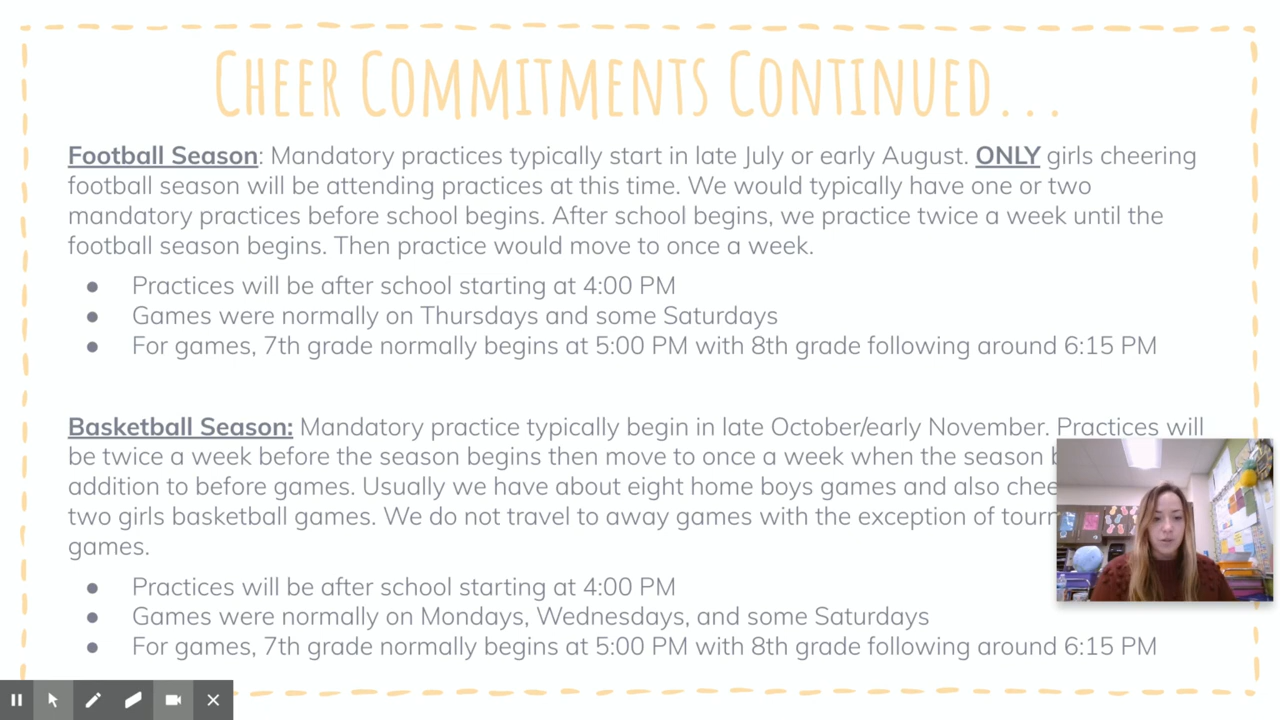 Cheer Commitments Continued...
Football Season: Mandatory practices typically start in late July or early August. ONLY girls cheering
football season will be attending practices at this time. We would typically have one or two
mandatory practices before school begins. After school begins, we practice twice a week until the
football season begins. Then practice would move to once a week.
● Practices will be after school starting at 4:00 PM
● Games were normally on Thursdays and some Saturdays
● For games, 7th grade normally begins at 5:00 PM with 8th grade following around 6:15 PM
Basketball Season: Mandatory practice typically begin in late October/early November. Practices will
be twice a week before the season begins then move to once a week when the season
addition to before games. Usually we have about eight home boys games and also
two girls basketball games. We do not travel to away games with the exception of
games.
● Practices will be after school starting at 4:00 PM
● Games were normally on Mondays, Wednesdays, and some Saturdays
● For games, 7th grade normally begins at 5:00 PM with 8th grade following around 6:15 PM